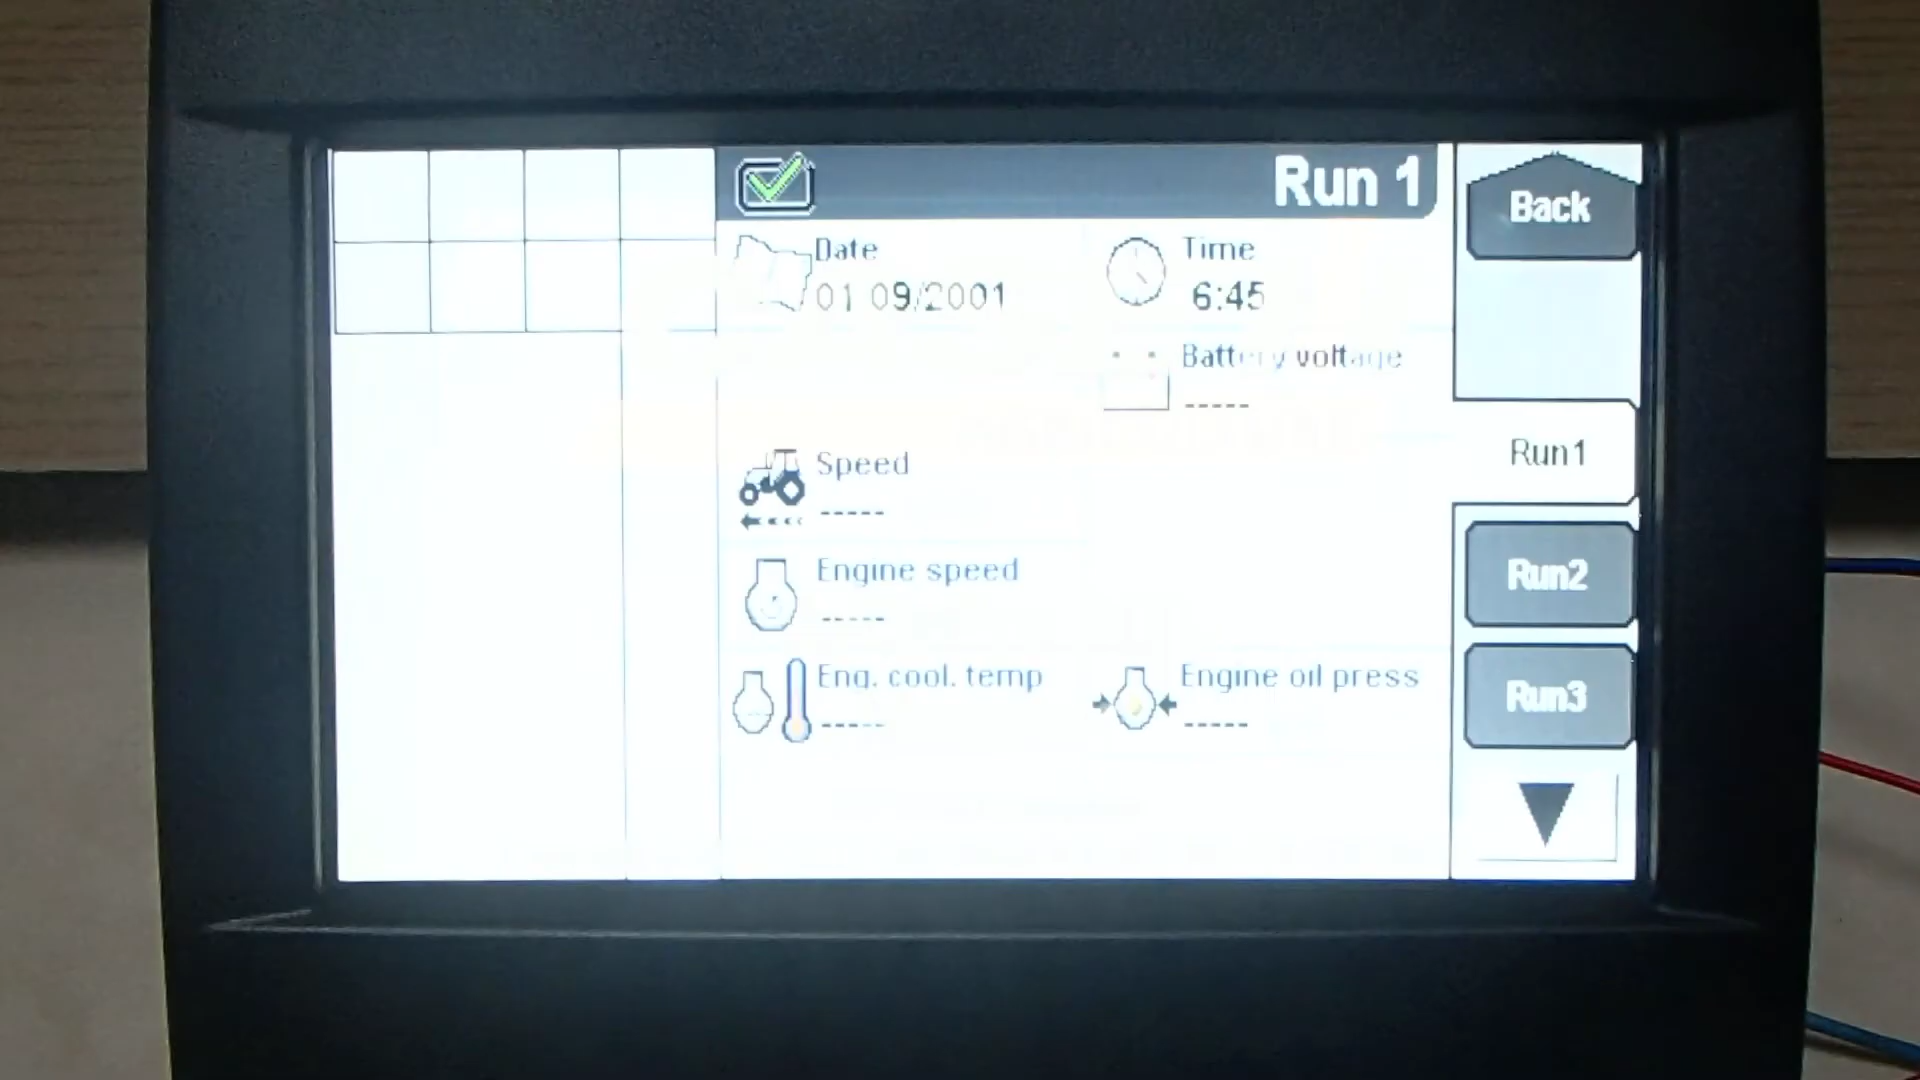 Run 1
Back
Date
01 09/2001
Time
6:45
Battery voltage
-----
Run1
Speed
-----
Engine speed
-----
Run2
Eng. cool. temp
-----
Engine oil press
-----
Run3